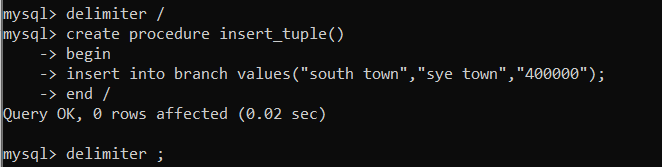 mysql> delimiter /
mysql> create procedure insert_tuple()
    -> begin
    -> insert into branch values("south town","sye town","400000");
    -> end /
Query OK, 0 rows affected (0.02 sec)

mysql> delimiter ;